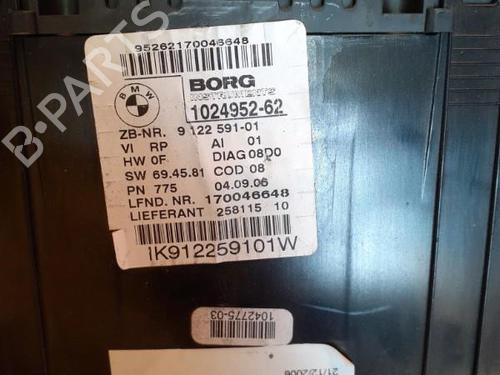 95262170046648
BMW
BORG
INSTRUMENTS
1024952-62
ZB-NR. 9 122 591-01
VI RP AI 01
HW 0F DIAG 08D0
SW 69.45.81 COD 08
PN 775 04.09.06
LFND. NR. 170046648
LIEFERANT 258115 10
IK912259101W
1042775-03
21/12/2006
B-PARTS